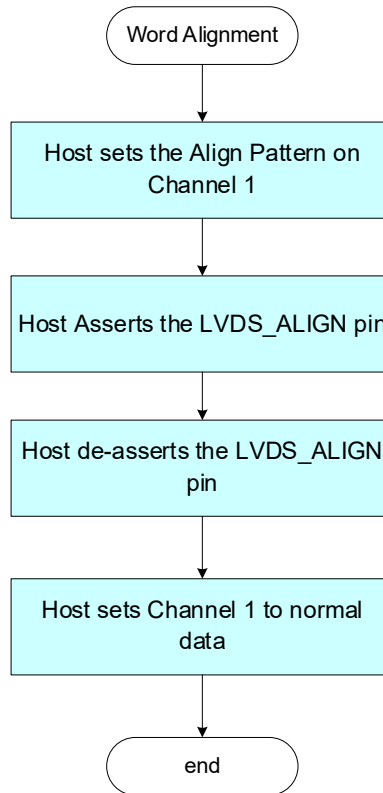 Word Alignment
Host sets the Align Pattern on
Channel 1
Host Asserts the LVDS_ALIGN pin
Host de-asserts the LVDS_ALIGN
pin
Host sets Channel 1 to normal
data
end